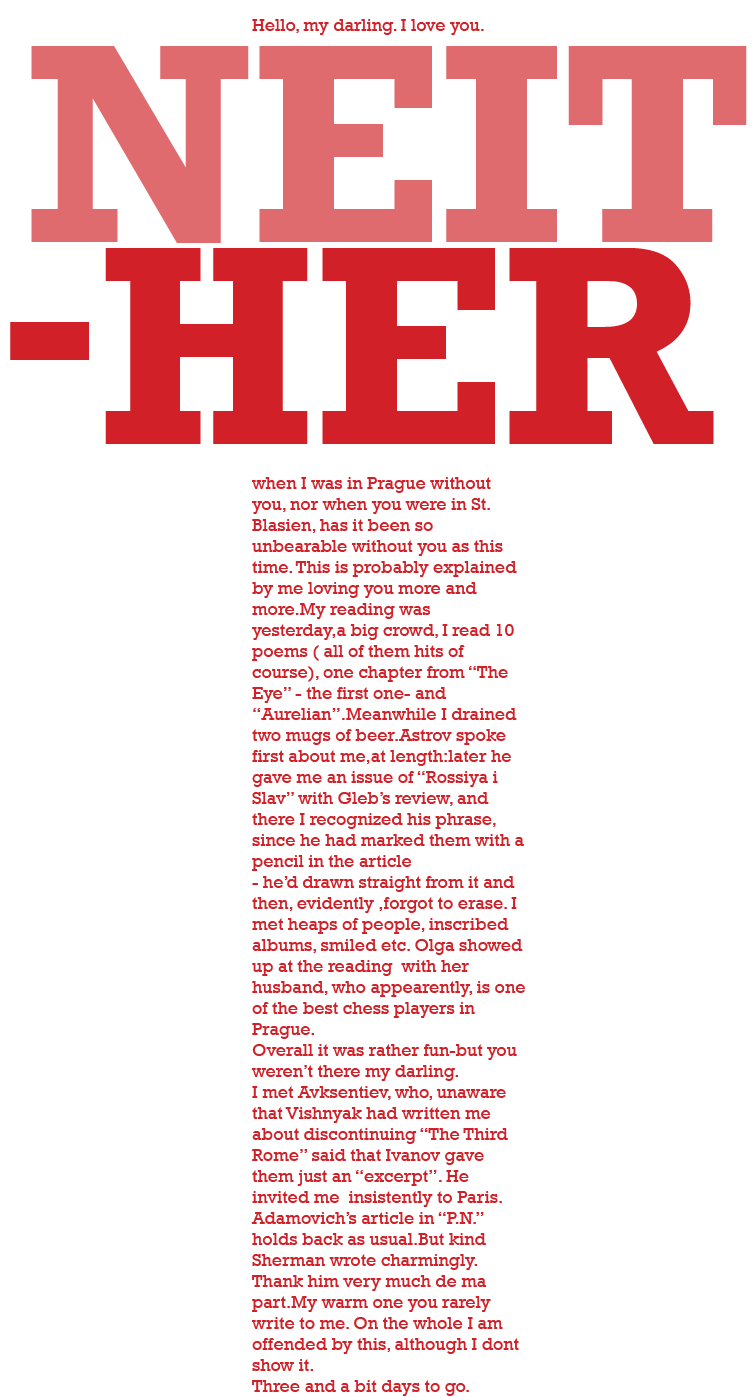 Hello, my darling. I love you.
NEIT
-HER
when I was in Prague without
you, nor when you were in St.
Blasien, has it been so
unbearable without you as this
time. This is probably explained
by me loving you more and
more.My reading was
yesterday,a big crowd, I read 10
poems ( all of them hits of
course), one chapter from “The
Eye” - the first one- and
“Aurelian”.Meanwhile I drained
two mugs of beer.Astrov spoke
first about me,at length:later he
gave me an issue of “Rossiya i
Slav” with Gleb’s review, and
there I recognized his phrase,
since he had marked them with a
pencil in the article
- he’d drawn straight from it and
then, evidently ,forgot to erase. I
met heaps of people, inscribed
albums, smiled etc. Olga showed
up at the reading  with her
husband, who appearently, is one
of the best chess players in
Prague.
Overall it was rather fun-but you
weren’t there my darling.
I met Avksentiev, who, unaware
that Vishnyak had written me
about discontinuing “The Third
Rome” said that Ivanov gave
them just an “excerpt”. He
invited me  insistently to Paris.
Adamovich’s article in “P.N.”
holds back as usual.But kind
Sherman wrote charmingly.
Thank him very much de ma
part.My warm one you rarely
write to me. On the whole I am
offended by this, although I dont
show it.
Three and a bit days to go.